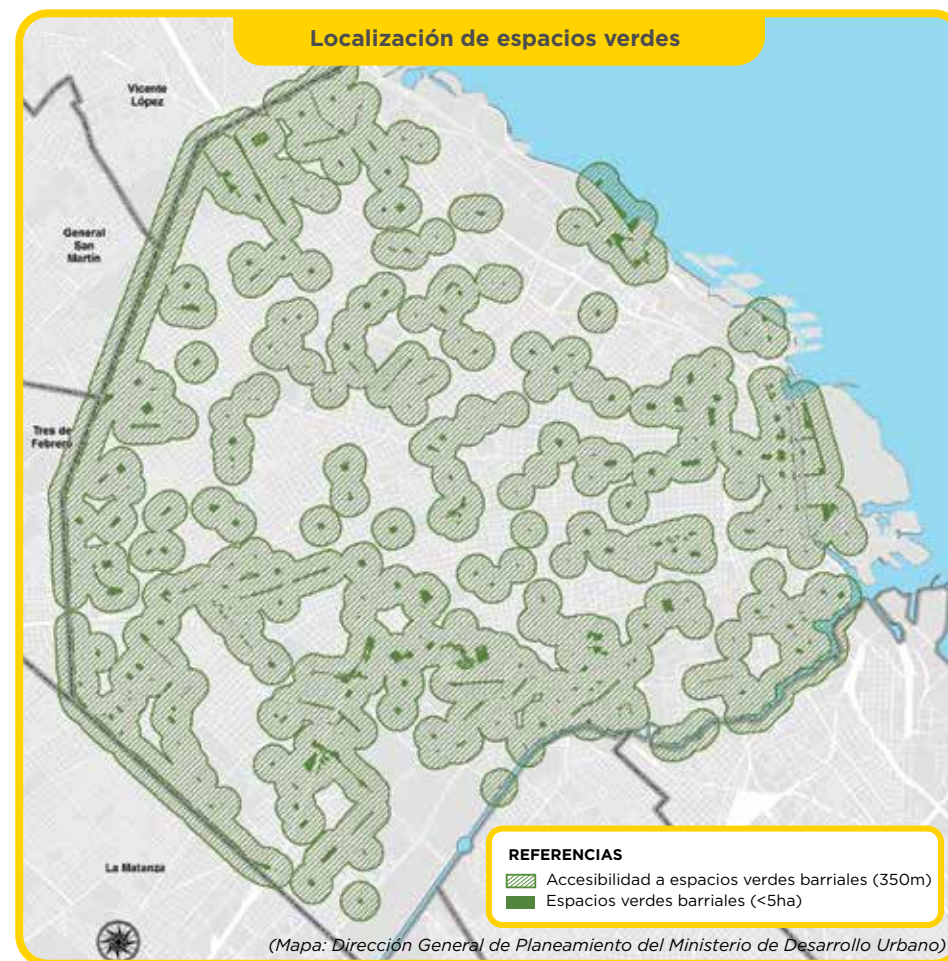 Localización de espacios verdes
Vicente
López
General
San
Martín
Tres de
Febrero
La Matanza
REFERENCIAS
Accesibilidad a espacios verdes barriales (350m)
Espacios verdes barriales (<5ha)
(Mapa: Dirección General de Planeamiento del Ministerio de Desarrollo Urbano)